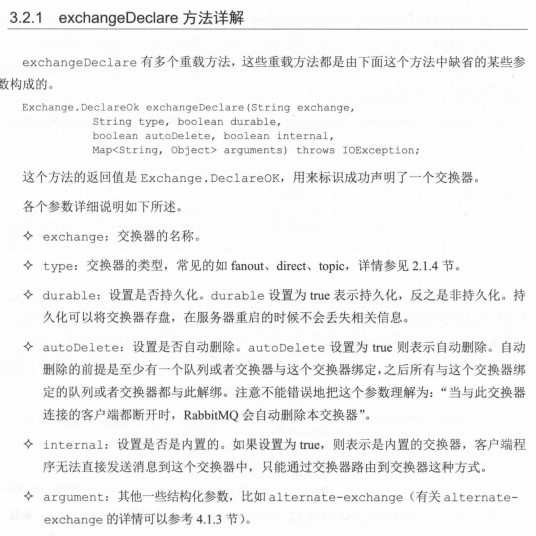 3.2.1 exchangeDeclare 方法详解
exchangeDeclare 有多个重载方法，这些重载方法都是由下面这个方法中缺省的某些参
数构成的。
Exchange.DeclareOk exchangeDeclare(String exchange,
String type, boolean durable,
boolean autoDelete, boolean internal,
Map<String, Object> arguments) throws IOException;
这个方法的返回值是 Exchange.DeclareOK，用来标识成功声明了一个交换器。
各个参数详细说明如下所述。
✧ exchange：交换器的名称。
✧ type：交换器的类型，常见的如 fanout、direct、topic，详情参见 2.1.4 节。
✧ durable：设置是否持久化。durable 设置为 true 表示持久化，反之是非持久化。持
久化可以将交换器存盘，在服务器重启的时候不会丢失相关信息。
✧ autoDelete：设置是否自动删除。autoDelete 设置为 true 则表示自动删除。自动
删除的前提是至少有一个队列或者交换器与这个交换器绑定，之后所有与这个交换器绑
定的队列或者交换器都与此解绑。注意不能错误地把这个参数理解为：“当与此交换器
连接的客户端都断开时，RabbitMQ 会自动删除本交换器”。
✧ internal：设置是否是内置的。如果设置为 true，则表示是内置的交换器，客户端程
序无法直接发送消息到这个交换器中，只能通过交换器路由到交换器这种方式。
✧ argument：其他一些结构化参数，比如 alternate-exchange（有关 alternate-
exchange 的详情可以参考 4.1.3 节）。